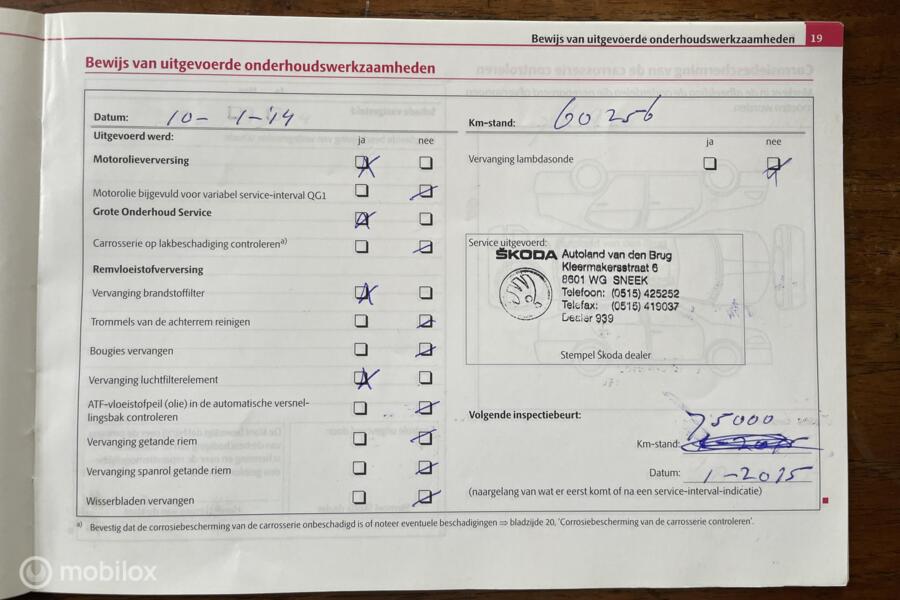 Bewijs van uitgevoerde onderhoudswerkzaamheden 19
Bewijs van uitgevoerde onderhoudswerkzaamheden
Datum: 10-1-'14
Km-stand: 60256
Uitgevoerd werd:
ja nee
ja nee
Motorolieverversing
Vervanging lambdasonde
Motorolie bijgevuld voor variabel service-interval QG1
Grote Onderhoud Service
Carrosserie op lakbeschadiging controleren a)
Remvloeistofverversing
Vervanging brandstoffilter
Trommels van de achterrem reinigen
Bougies vervangen
Vervanging luchtfilterelement
ATF-vloeistofpeil (olie) in de automatische versnel-
lingsbak controleren
Vervanging getande riem
Vervanging spanrol getande riem
Wisserbladen vervangen
Service uitgevoerd:
ŠKODA Autoland van den Brug
Kleermakersstraat 6
8601 WG SNEEK
Telefoon: (0515) 425252
Telefax: (0515) 419037
Dealer 939
Stempel Škoda dealer
Volgende inspectiebeurt:
75000
Km-stand:
Datum: 1-2015
(naargelang van wat er eerst komt of na een service-interval-indicatie)
a) Bevestig dat de corrosiebescherming van de carrosserie onbeschadigd is of noteer eventuele beschadigingen ⇒ bladzijde 20, 'Corrosiebescherming van de carrosserie controleren'.
mobilox